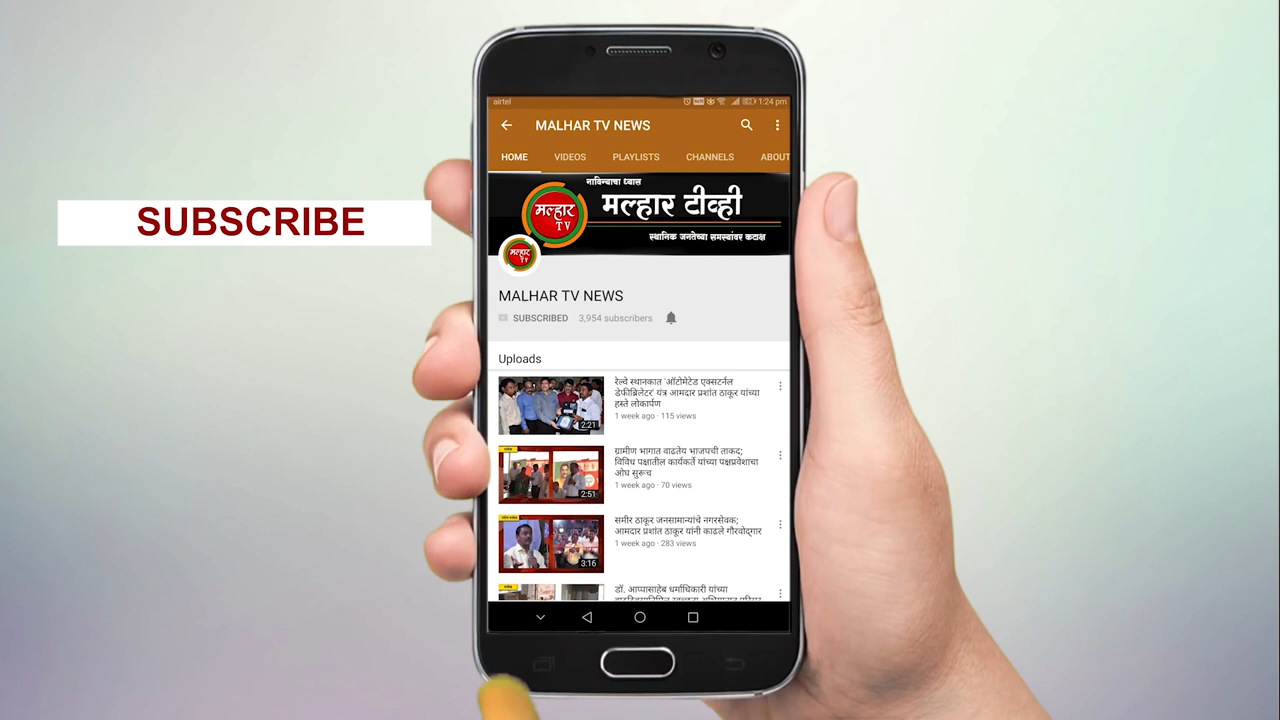 SUBSCRIBE
airtel
1:24 pm
MALHAR TV NEWS
HOME VIDEOS PLAYLISTS CHANNELS ABOUT
नाविन्याचा ध्यास
मल्हार टीव्ही
मल्हार
TV
स्थानिक जनतेच्या समस्यांवर कटाक्ष
मल्हार
TV
MALHAR TV NEWS
SUBSCRIBED 3,954 subscribers
Uploads
रेल्वे स्थानकात 'ऑटोमेटेड एक्सटर्नल
डेफीब्रिलेटर' यंत्र आमदार प्रशांत ठाकूर यांच्या
हस्ते लोकार्पण
1 week ago · 115 views
2:21
ग्रामीण भागात वाढतेय भाजपची ताकद;
विविध पक्षातील कार्यकर्ते यांच्या पक्षप्रवेशाचा
ओघ सुरूच
1 week ago · 70 views
2:51
समीर ठाकूर जनसामान्यांचे नगरसेवक;
आमदार प्रशांत ठाकूर यांनी काढले गौरवोद्गार
1 week ago · 283 views
3:16
डॉ. आप्पासाहेब धर्माधिकारी यांच्या